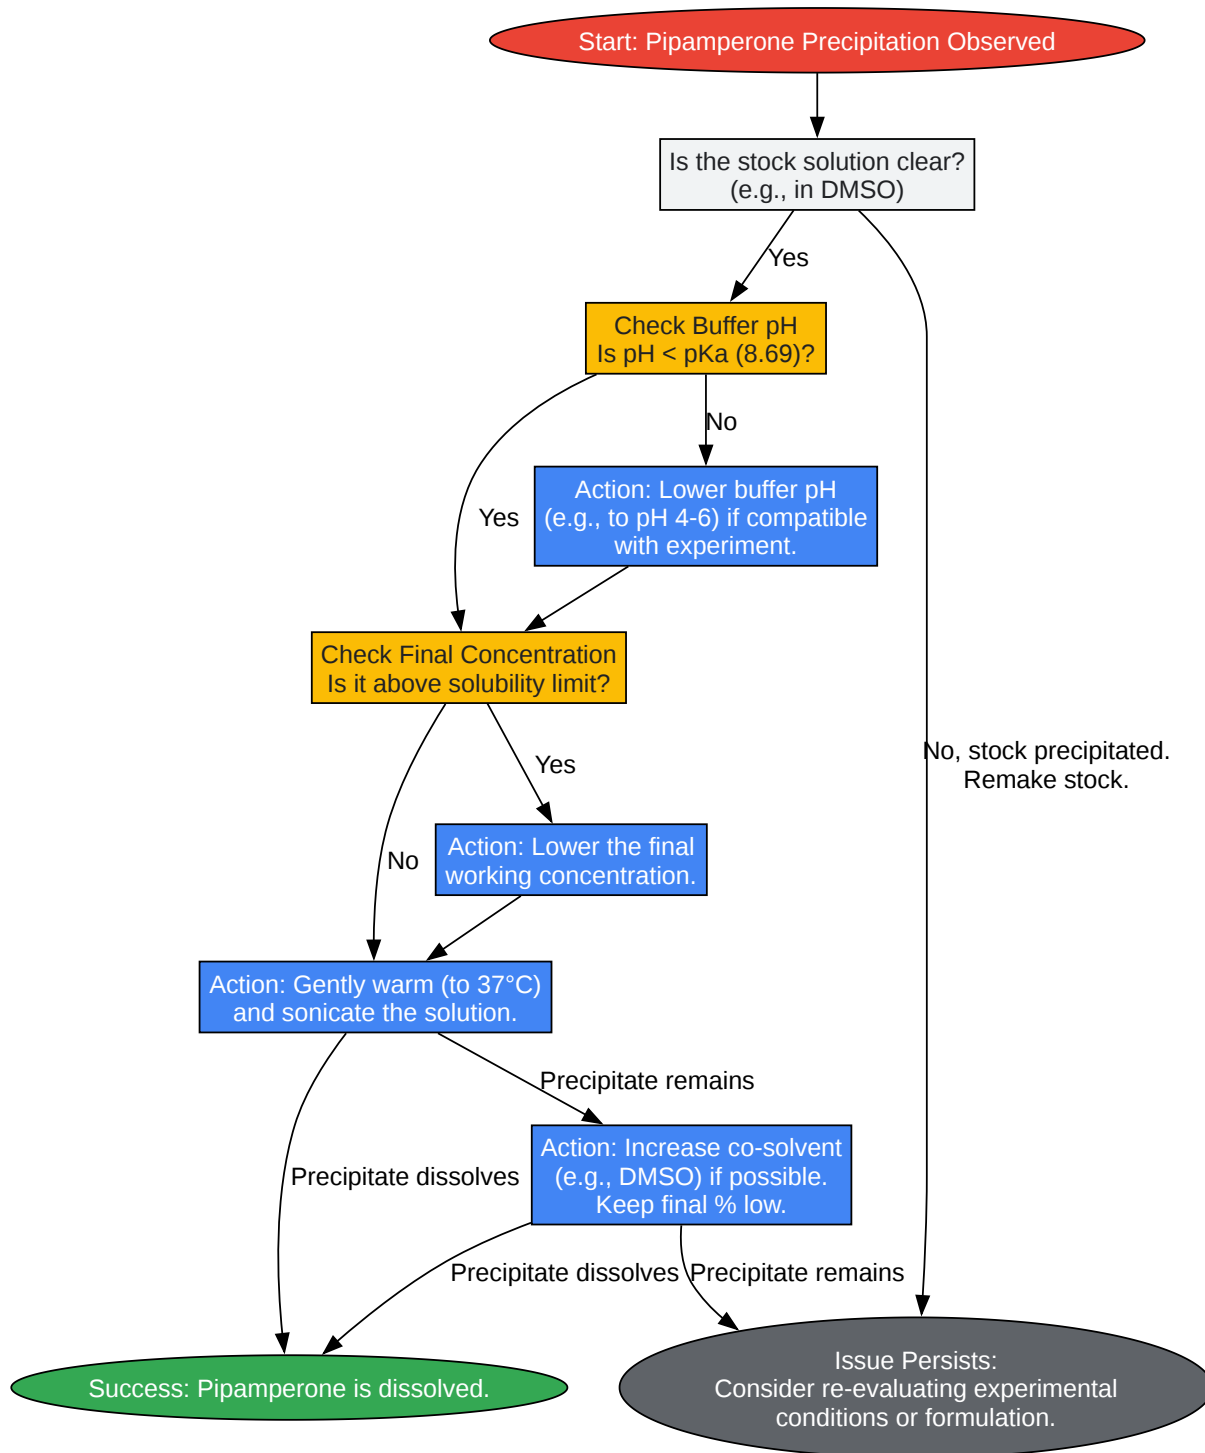 Start: Pipamperone Precipitation Observed
Is the stock solution clear?
(e.g., in DMSO)
Yes
Check Buffer pH
Is pH < pKa (8.69)?
No
Action: Lower buffer pH
(e.g., to pH 4-6) if compatible
with experiment.
Yes
Check Final Concentration
Is it above solubility limit?
No, stock precipitated.
Remake stock.
Yes
Action: Lower the final
working concentration.
No
Action: Gently warm (to 37°C)
and sonicate the solution.
Precipitate remains
Action: Increase co-solvent
(e.g., DMSO) if possible.
Keep final % low.
Precipitate dissolves
Precipitate dissolves
Precipitate remains
Success: Pipamperone is dissolved.
Issue Persists:
Consider re-evaluating experimental
conditions or formulation.